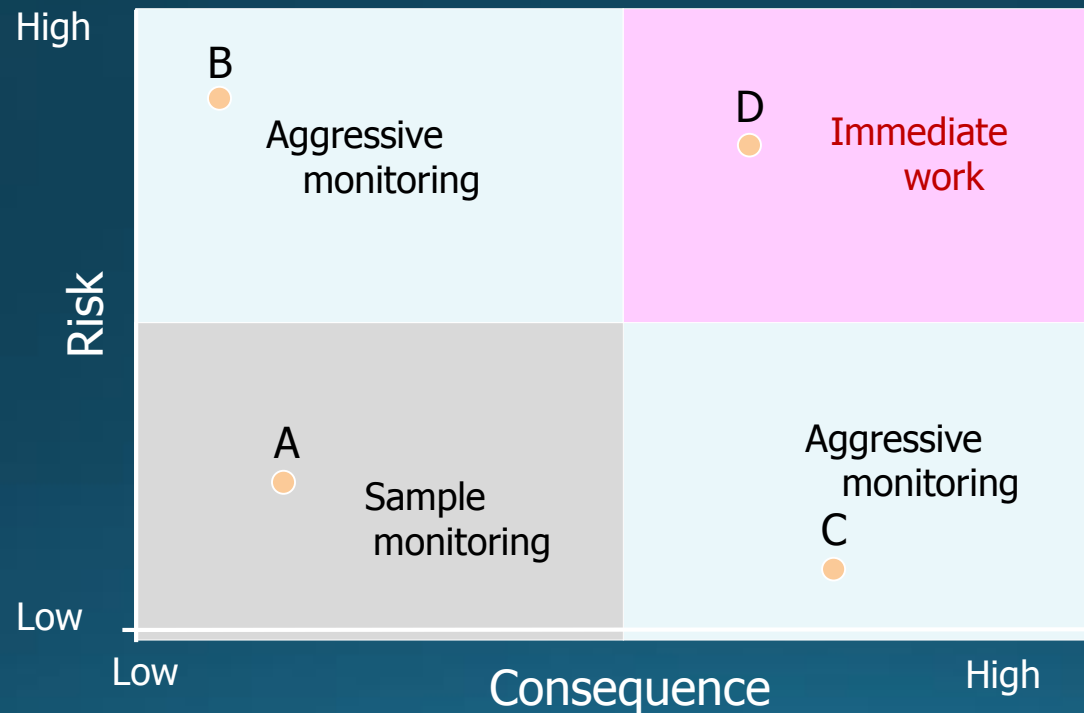 High
B
Aggressive
monitoring
D
Immediate
work
Risk
A
Sample
monitoring
Aggressive
monitoring
C
Low
Low
Consequence
High